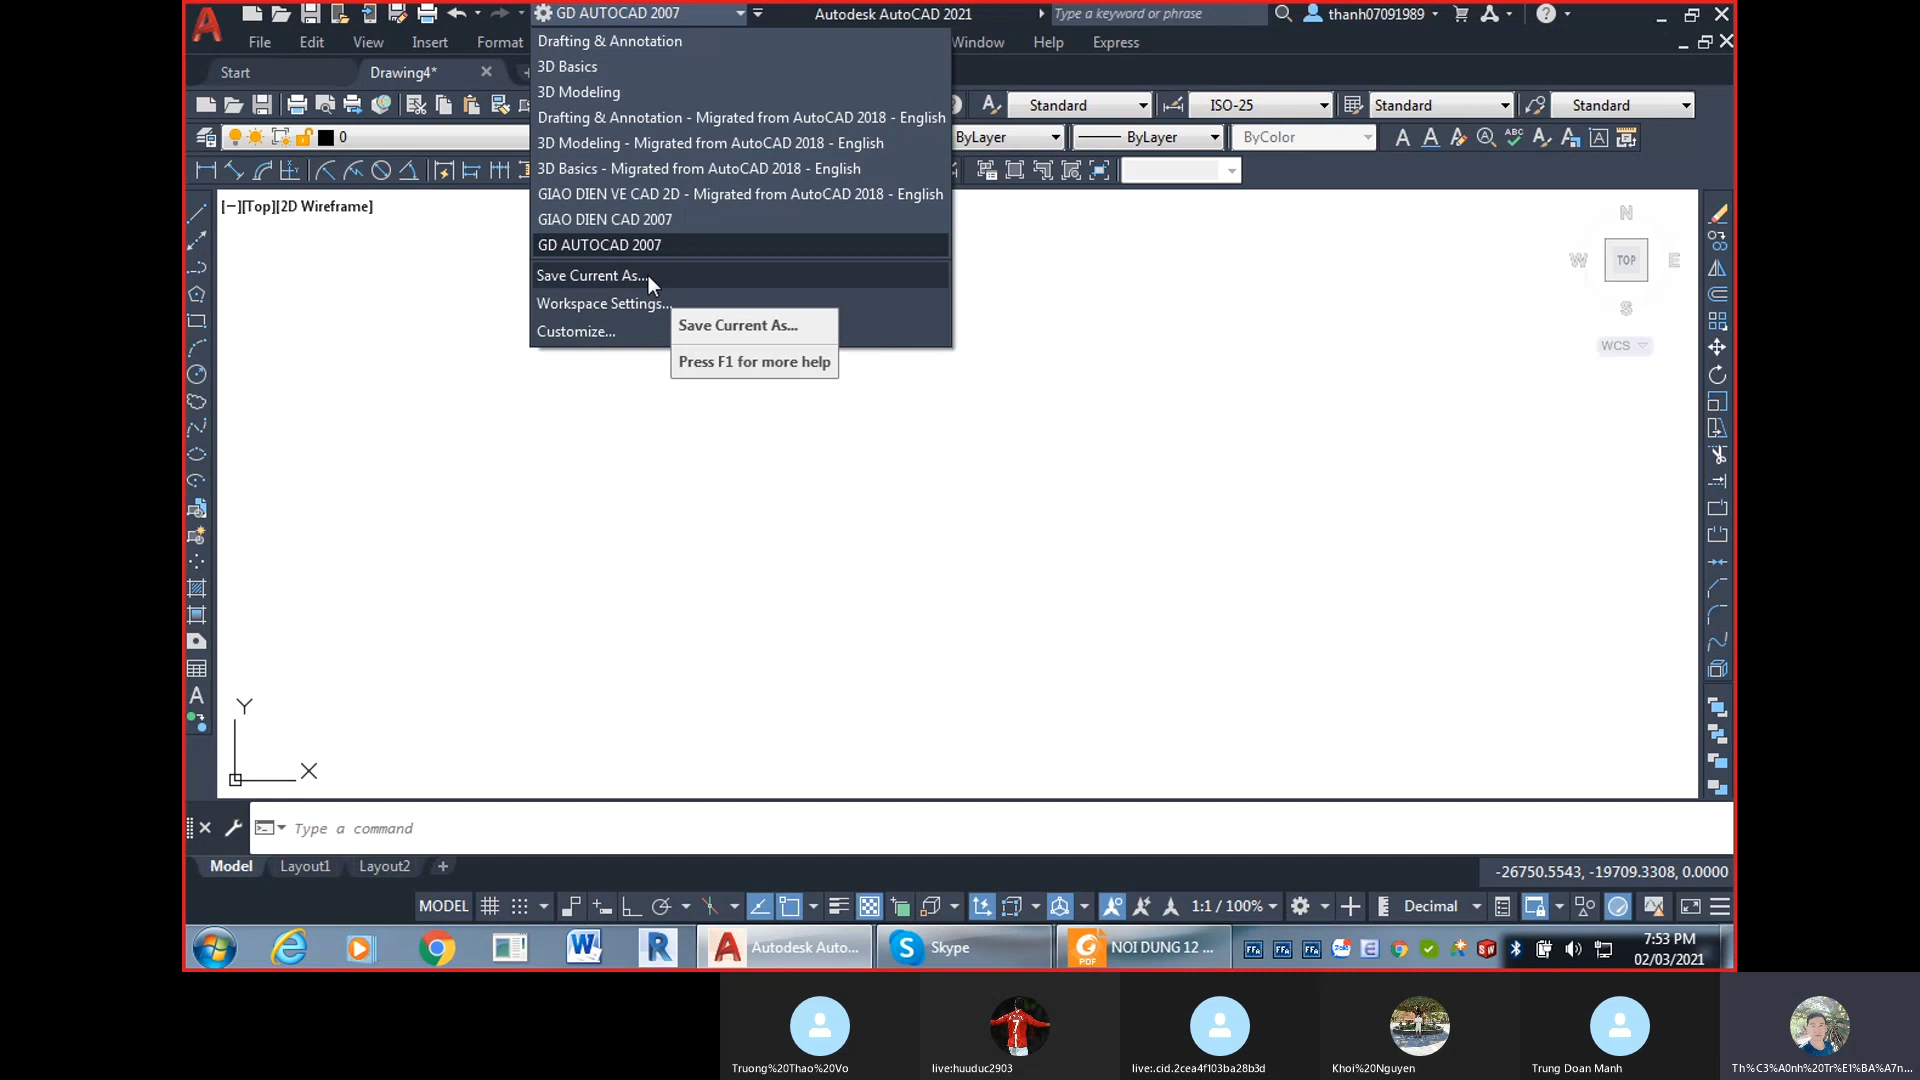 GD AUTOCAD 2007
Autodesk AutoCAD 2021
Type a keyword or phrase
thanh07091989
File Edit View Insert Format
Window Help Express
Start
Drawing4*
Drafting & Annotation
3D Basics
3D Modeling
Drafting & Annotation - Migrated from AutoCAD 2018 - English
3D Modeling - Migrated from AutoCAD 2018 - English
3D Basics - Migrated from AutoCAD 2018 - English
GIAO DIEN VE CAD 2D - Migrated from AutoCAD 2018 - English
GIAO DIEN CAD 2007
GD AUTOCAD 2007
Save Current As...
Workspace Settings...
Customize...
Save Current As...
Press F1 for more help
Standard
ISO-25
Standard
Standard
0
ByLayer
ByLayer
ByColor
[−][Top][2D Wireframe]
N
W
TOP
E
S
WCS
Y
X
Type a command
Model Layout1 Layout2
-26750.5543, -19709.3308, 0.0000
MODEL
1:1 / 100%
Decimal
Autodesk Auto...
Skype
NOI DUNG 12 ...
7:53 PM
02/03/2021
Truong%20Thao%20Vo
live:huuduc2903
live:.cid.2cea4f103ba28b3d
Khoi%20Nguyen
Trung Doan Manh
Th%C3%A0nh%20Tr%E1%BA%A7n...